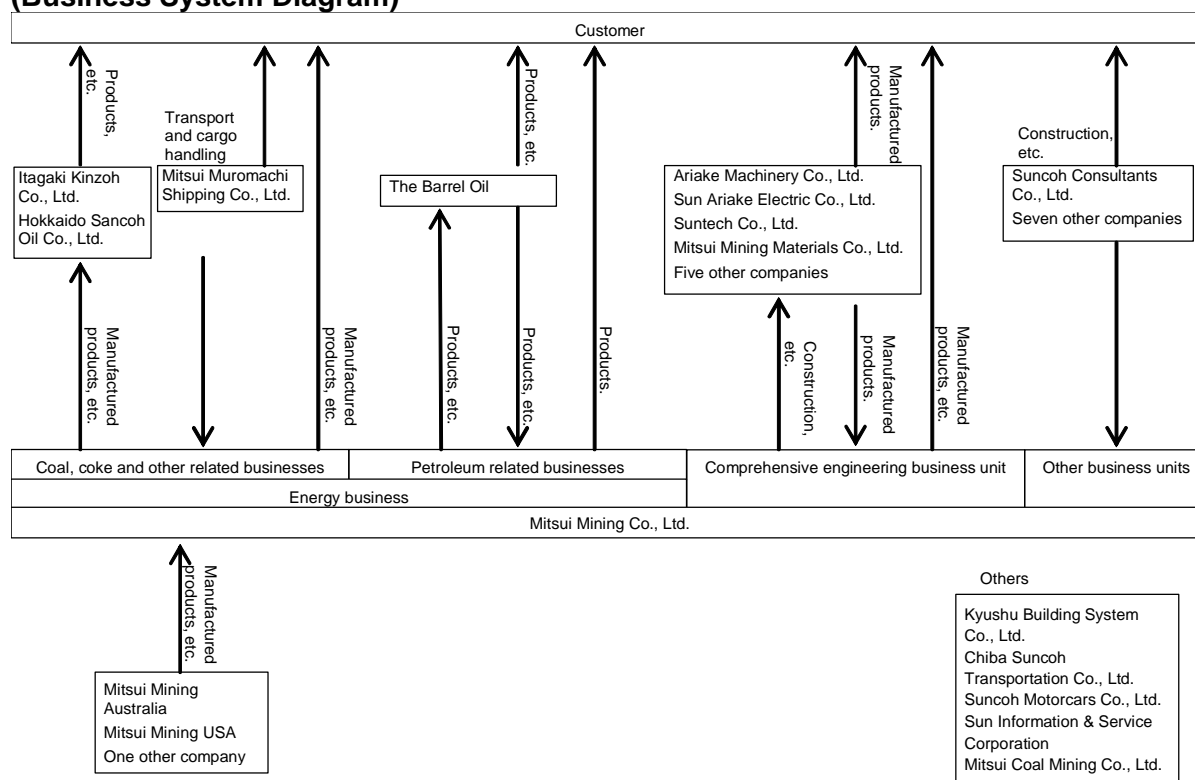 (Business System Diagram)
Customer
Products,
etc.
Transport
and cargo
handling
Products, etc.
Manufactured
products.
Construction,
etc.
Itagaki Kinzoh
Co., Ltd.
Hokkaido Sancoh
Oil Co., Ltd.
Mitsui Muromachi
Shipping Co., Ltd.
The Barrel Oil
Ariake Machinery Co., Ltd.
Sun Ariake Electric Co., Ltd.
Suntech Co., Ltd.
Mitsui Mining Materials Co., Ltd.
Five other companies
Suncoh Consultants
Co., Ltd.
Seven other companies
Manufactured
products, etc.
Manufactured
products, etc.
Products, etc.
Products, etc.
Products.
Construction,
etc.
Manufactured
products.
Manufactured
products, etc.
Coal, coke and other related businesses
Petroleum related businesses
Comprehensive engineering business unit
Other business units
Energy business
Mitsui Mining Co., Ltd.
Manufactured
products, etc.
Mitsui Mining
Australia
Mitsui Mining USA
One other company
Others
Kyushu Building System
Co., Ltd.
Chiba Suncoh
Transportation Co., Ltd.
Suncoh Motorcars Co., Ltd.
Sun Information & Service
Corporation
Mitsui Coal Mining Co., Ltd.